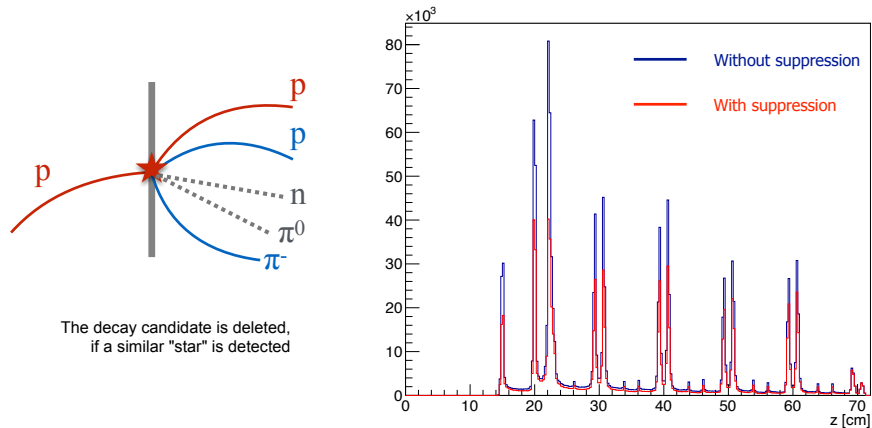 p
p
p
n
π⁰
π⁻
The decay candidate is deleted,
if a similar "star" is detected
×10³
80
70
60
50
40
30
20
10
0
0 10 20 30 40 50 60 70
z [cm]
Without suppression
With suppression